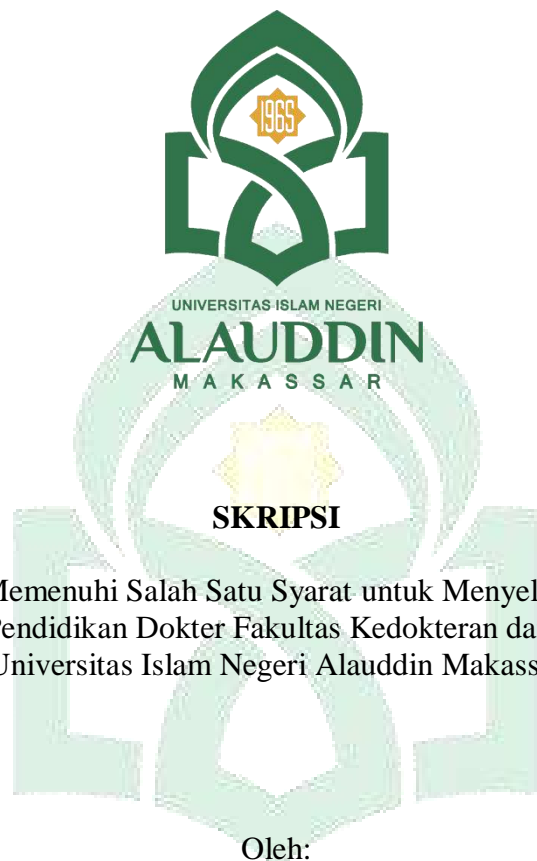 1965
UNIVERSITAS ISLAM NEGERI
ALAUDDIN
MAKASSAR
SKRIPSI
Memenuhi Salah Satu Syarat untuk Menyel
Pendidikan Dokter Fakultas Kedokteran da
Universitas Islam Negeri Alauddin Makass
Oleh: